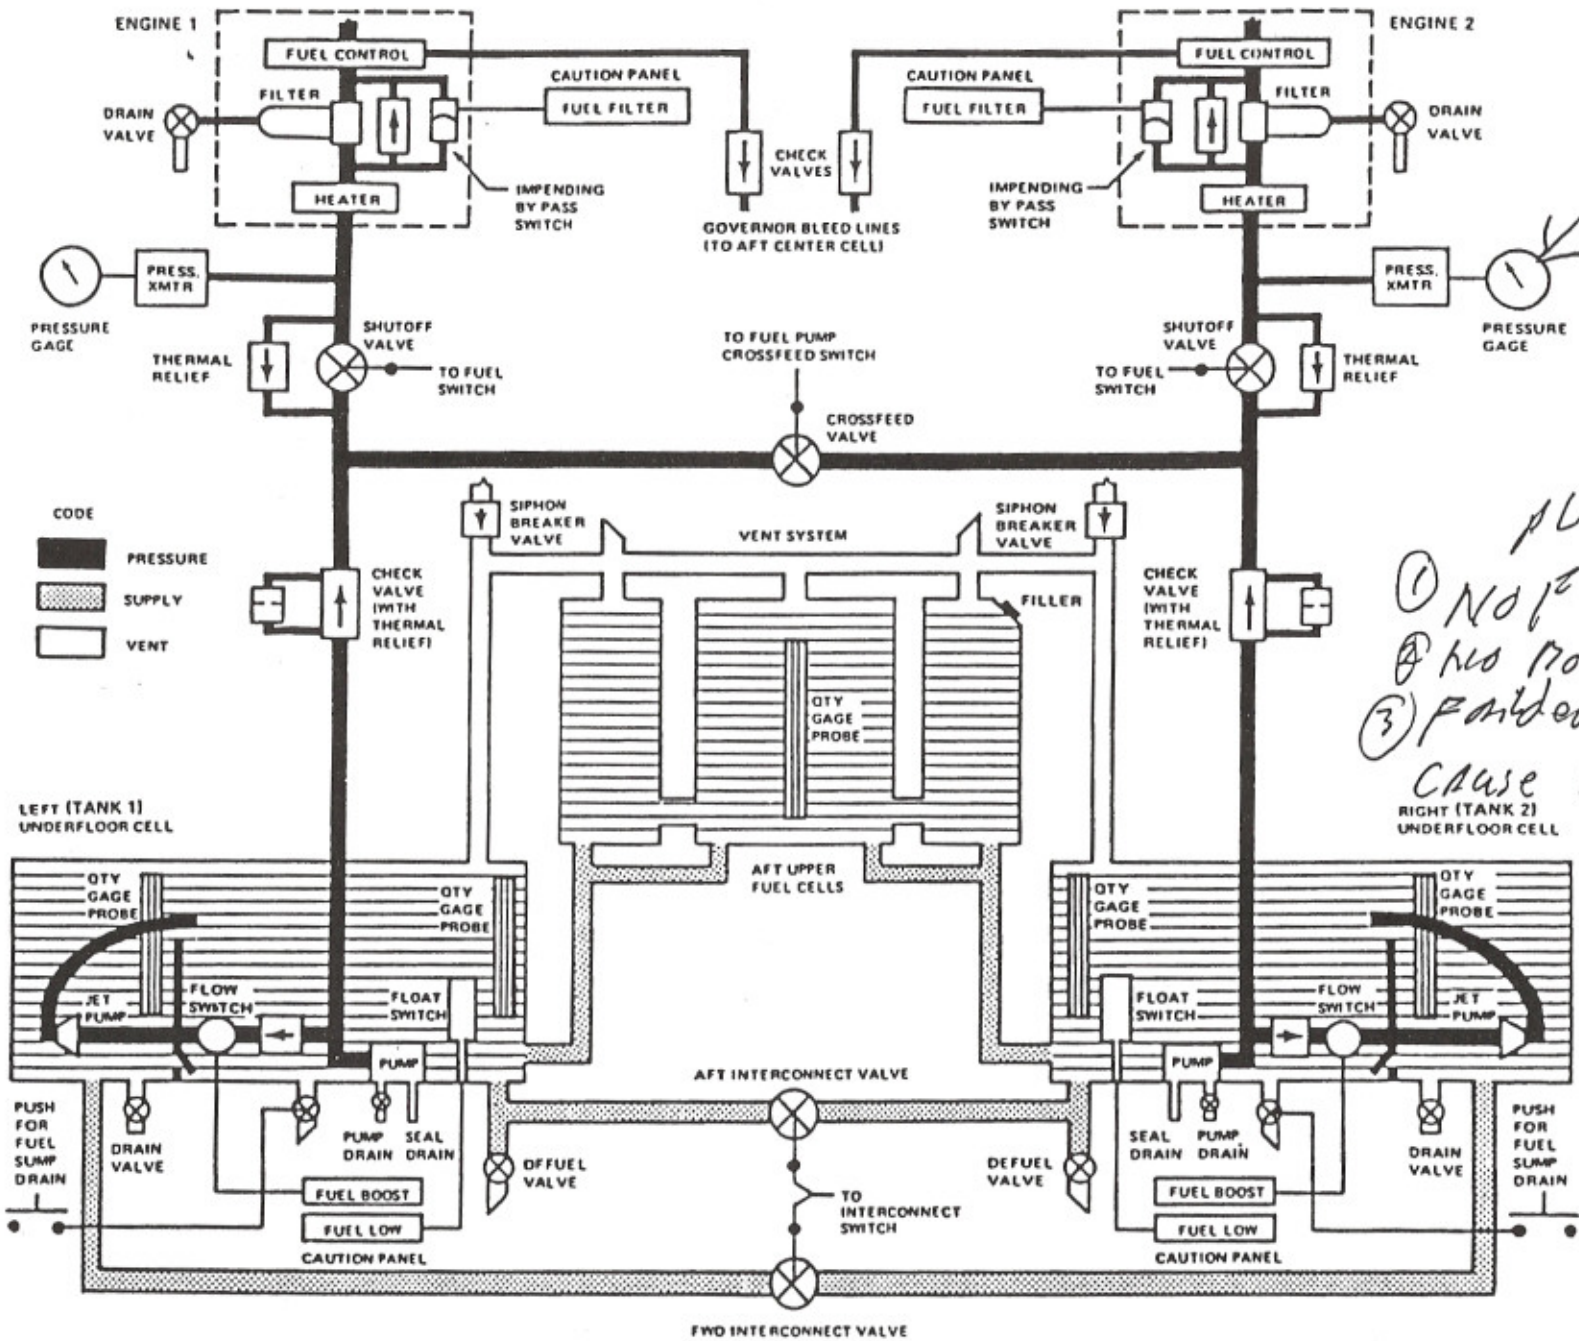 ENGINE 1
FUEL CONTROL
CAUTION PANEL
FUEL FILTER
FILTER
DRAIN
VALVE
HEATER
IMPENDING
BY PASS
SWITCH
CHECK
VALVES
GOVERNOR BLEED LINES
(TO AFT CENTER CELL)
ENGINE 2
FUEL CONTROL
CAUTION PANEL
FUEL FILTER
FILTER
DRAIN
VALVE
IMPENDING
BY PASS
SWITCH
HEATER
PRESS.
XMTR
PRESSURE
GAGE
THERMAL
RELIEF
SHUTOFF
VALVE
TO FUEL
SWITCH
TO FUEL PUMP
CROSSFEED SWITCH
CROSSFEED
VALVE
SHUTOFF
VALVE
TO FUEL
SWITCH
THERMAL
RELIEF
PRESS.
XMTR
PRESSURE
GAGE
CODE
PRESSURE
SUPPLY
VENT
CHECK
VALVE
(WITH
THERMAL
RELIEF)
SIPHON
BREAKER
VALVE
VENT SYSTEM
SIPHON
BREAKER
VALVE
FILLER
CHECK
VALVE
(WITH
THERMAL
RELIEF)
QTY
GAGE
PROBE
①
② NO
③
CAUSE
LEFT (TANK 1)
UNDERFLOOR CELL
RIGHT (TANK 2)
UNDERFLOOR CELL
AFT UPPER
FUEL CELLS
QTY
GAGE
PROBE
QTY
GAGE
PROBE
JET
PUMP
FLOW
SWITCH
FLOAT
SWITCH
PUMP
QTY
GAGE
PROBE
QTY
GAGE
PROBE
FLOAT
SWITCH
FLOW
SWITCH
JET
PUMP
PUMP
AFT INTERCONNECT VALVE
PUSH
FOR
FUEL
SUMP
DRAIN
DRAIN
VALVE
PUMP
DRAIN
SEAL
DRAIN
DFFUEL
VALVE
FUEL BOOST
FUEL LOW
CAUTION PANEL
TO
INTERCONNECT
SWITCH
DEFUEL
VALVE
SEAL
DRAIN
PUMP
DRAIN
DRAIN
VALVE
PUSH
FOR
FUEL
SUMP
DRAIN
FUEL BOOST
FUEL LOW
CAUTION PANEL
FWD INTERCONNECT VALVE